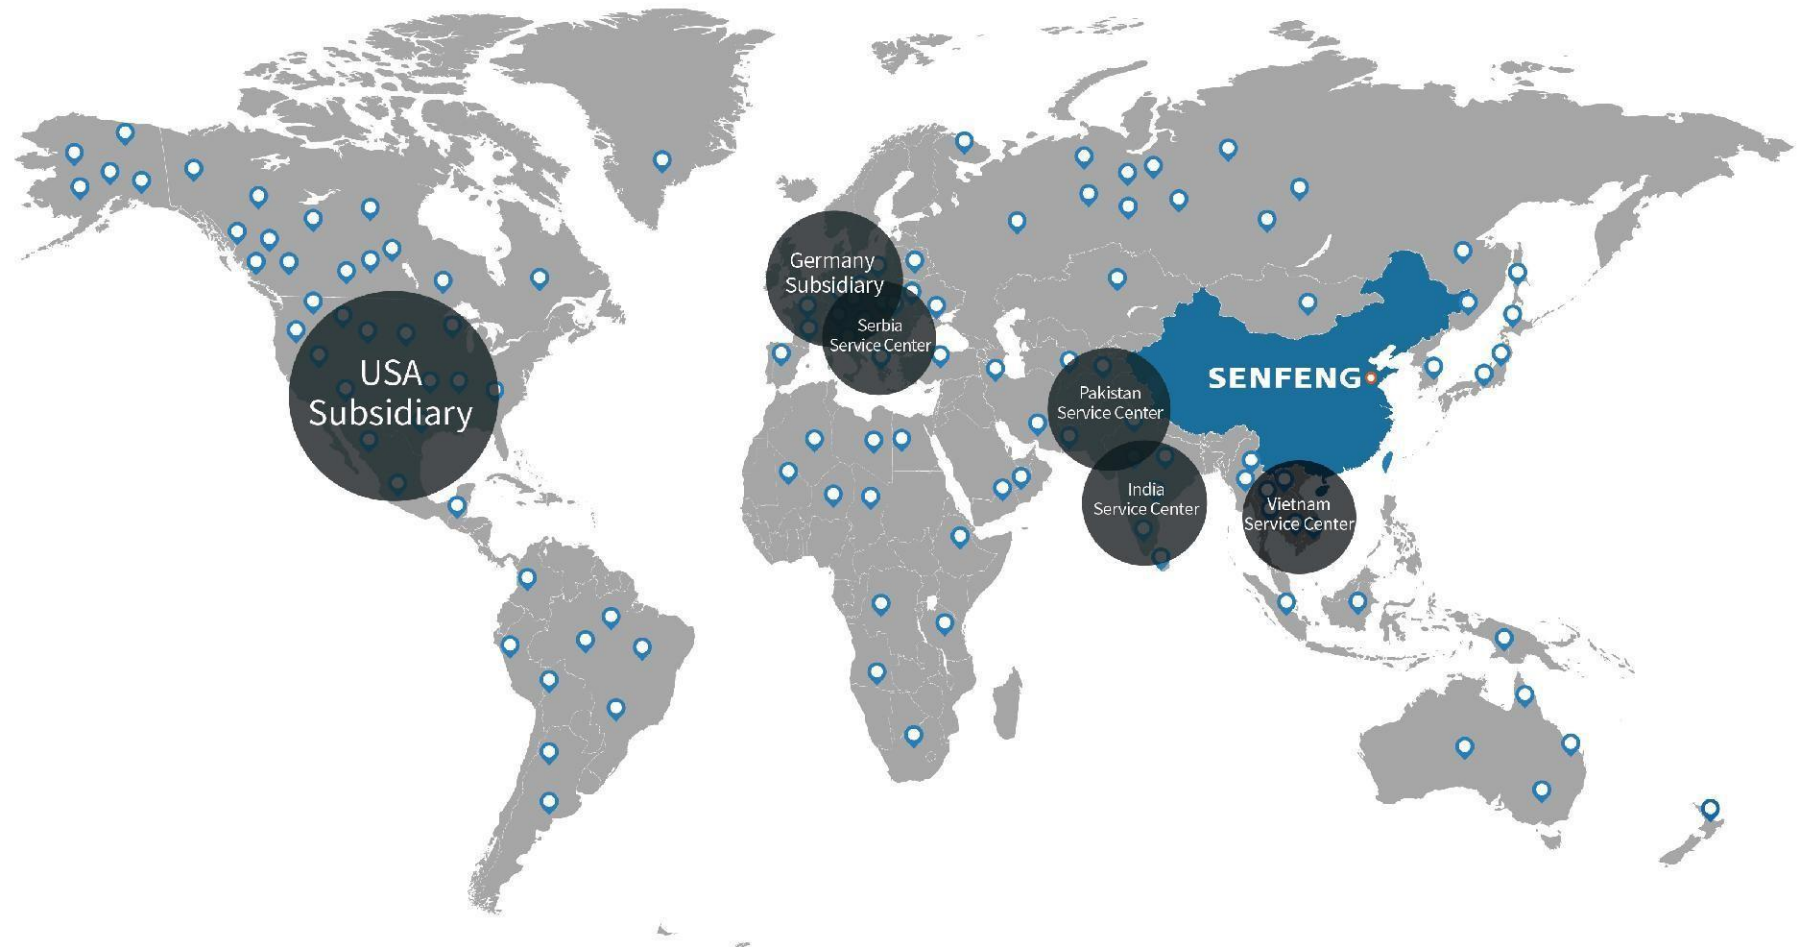 Germany
Subsidiary
Serbia
Service Center
USA
Subsidiary
SENFENG
Pakistan
Service Center
India
Service Center
Vietnam
Service Center